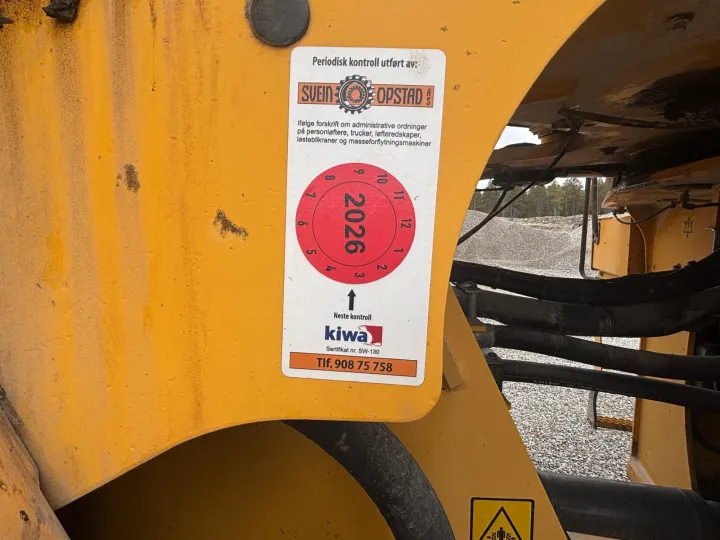 Periodisk kontroll utført av:
SVEIN OPSTAD AS
Ifølge forskrift om administrative ordninger
på personløftere, trucker, løfteredskaper,
lastebilkraner og masseforflytningsmaskiner
1 2 3 4 5 6 7 8 9 10 11 12
2026
Neste kontroll
kiwa
Sertifikat nr. SW-130
Tlf. 908 75 758